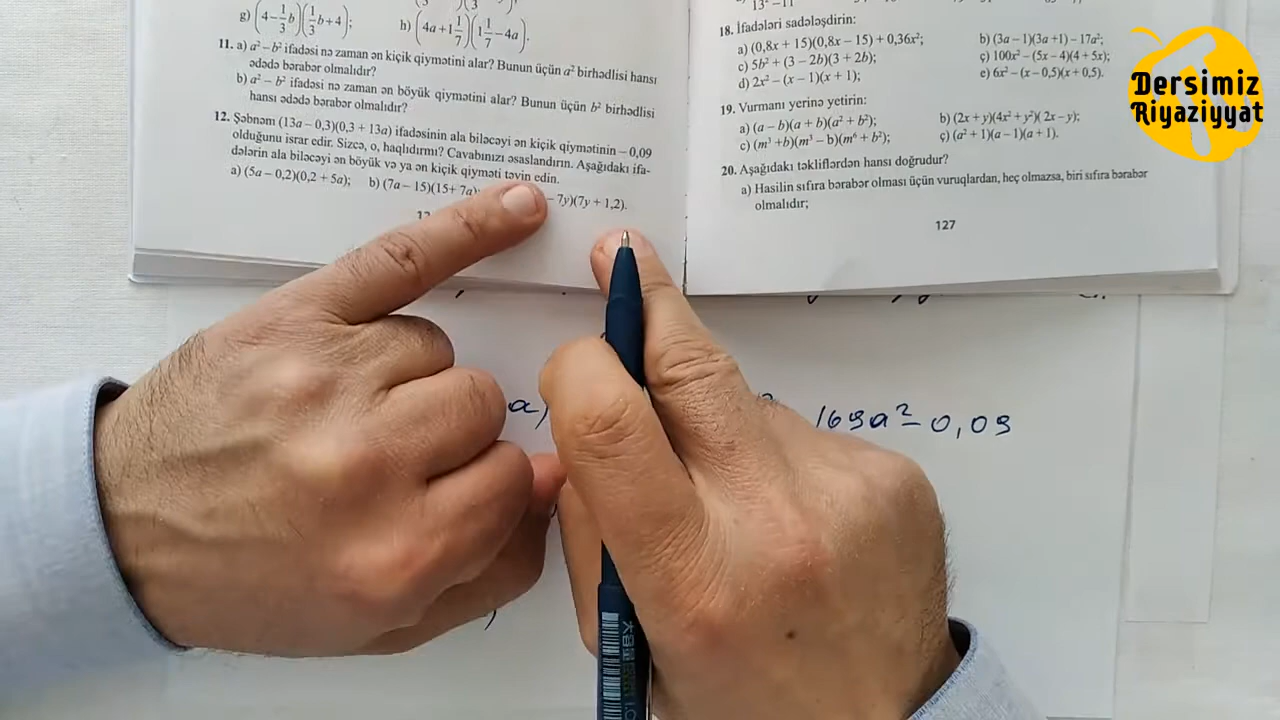 g) (4−1/3b)(1/3b+4); h) (4a+1 1/7)(1 1/7−4a).
11. a) a² – b² ifadəsi nə zaman ən kiçik qiymətini alar? Bunun üçün a² birhədlisi hansı
ədədə bərabər olmalıdır?
b) a² – b² ifadəsi nə zaman ən böyük qiymətini alar? Bunun üçün b² birhədlisi
hansı ədədə bərabər olmalıdır?
12. Şəbnəm (13a – 0,3)(0,3 + 13a) ifadəsinin ala biləcəyi ən kiçik qiymətinin – 0,09
olduğunu israr edir. Sizcə, o, haqlıdırmı? Cavabınızı əsaslandırın. Aşağıdakı ifa-
dələrin ala biləcəyi ən böyük və ya ən kiçik qiyməti təyin edin.
a) (5a – 0,2)(0,2 + 5a); b) (7a – 15)(15+ 7a); – 7y)(7y + 1,2).
18. İfadələri sadələşdirin:
a) (0,8x + 15)(0,8x – 15) + 0,36x²; b) (3a – 1)(3a +1) – 17a²;
c) 5b² + (3 – 2b)(3 + 2b); ç) 100x² – (5x – 4)(4 + 5x);
d) 2x² – (x – 1)(x + 1); e) 6x² – (x – 0,5)(x + 0,5).
19. Vurmanı yerinə yetirin:
a) (a – b)(a + b)(a² + b²); b) (2x + y)(4x² + y²)( 2x – y);
c) (m³ +b)(m³ – b)(m⁶ + b²); ç) (a² + 1)(a – 1)(a + 1).
20. Aşağıdakı təkliflərdən hansı doğrudur?
a) Hasilin sıfıra bərabər olması üçün vuruqlardan, heç olmazsa, biri sıfıra bərabər
olmalıdır;
127
Dersimiz
Riyaziyyat
a)
169a² – 0,09